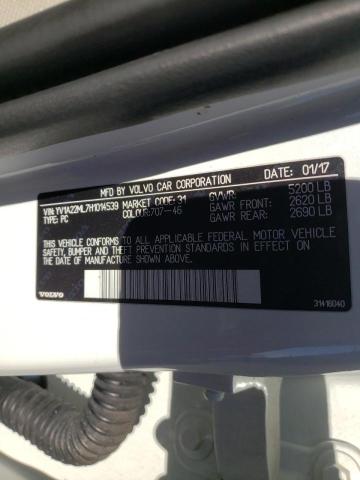 MFD BY VOLVO CAR CORPORATION DATE: 01/17
VIN: YV1A22ML7H1014539 MARKET CODE: 31 GVWR: 5200 LB
TYPE: PC COLOUR: 707-46 GAWR FRONT: 2620 LB
GAWR REAR: 2690 LB
THIS VEHICLE CONFORMS TO ALL APPLICABLE FEDERAL MOTOR VEHICLE
SAFETY, BUMPER, AND THEFT PREVENTION STANDARDS IN EFFECT ON
THE DATE OF MANUFACTURE SHOWN ABOVE.
VOLVO 31416040